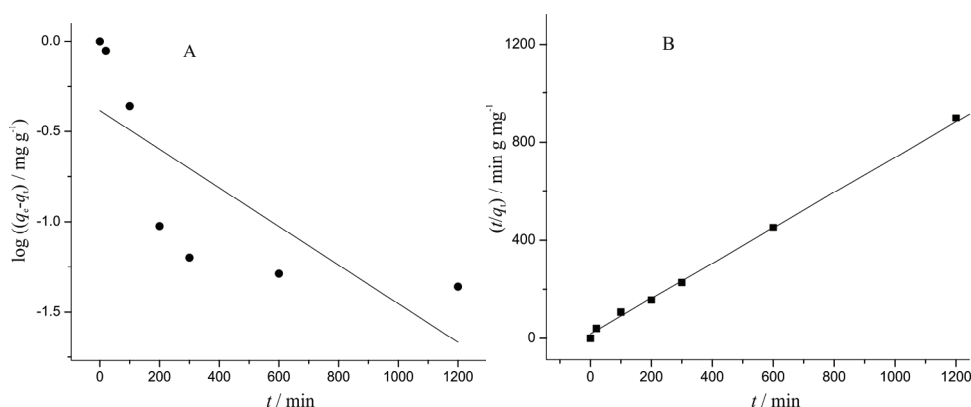 A
0.0
-0.5
-1.0
-1.5
log ((qe-qt) / mg g-1)
0 200 400 600 800 1000 1200
t / min
B
1200
800
400
0
(t/qt) / min g mg-1
0 200 400 600 800 1000 1200
t / min